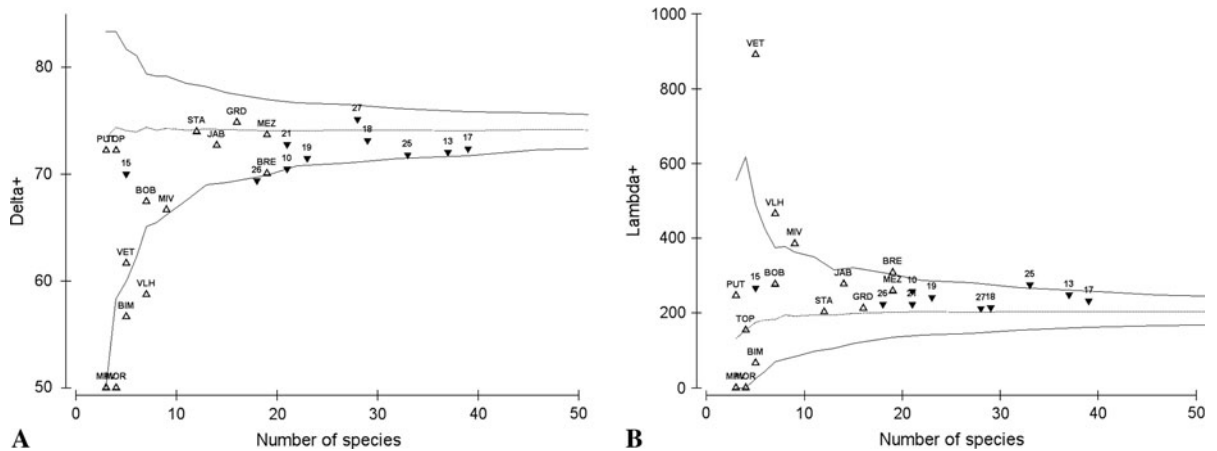 80
70
60
50
Delta+
0
10
20
30
40
50
Number of species
A
PUT
TOP
15
BOB
MIV
VET
VLH
BIM
STA
JAB
GRD
MEZ
BRE
26
10
21
19
27
18
25
13
17
1000
800
600
400
200
0
Lambda+
0
10
20
30
40
50
Number of species
B
VET
VLH
MIV
PUT
15
BOB
TOP
BIM
JAB
STA
GRD
BRE
MEZ
10
26
21
19
27
18
25
13
17